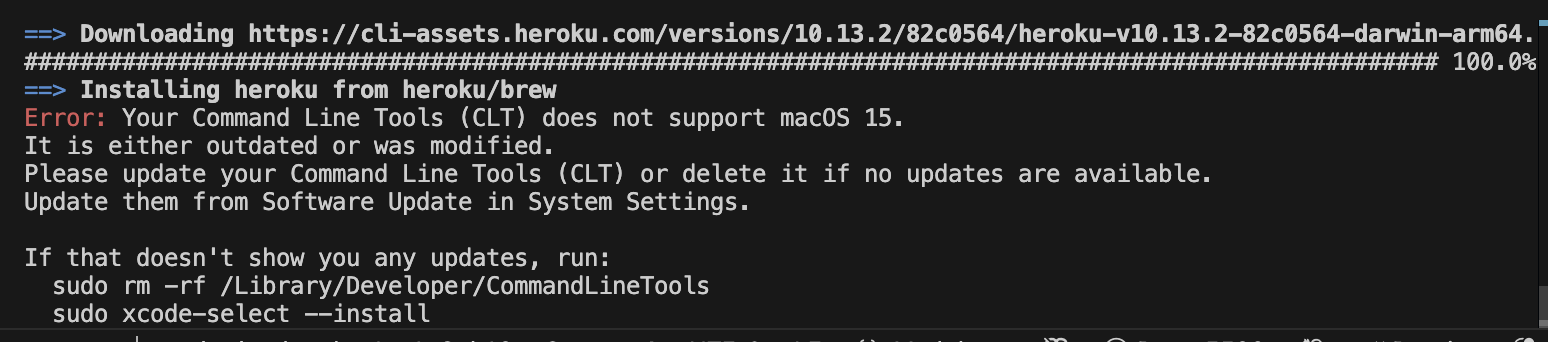 ==> Downloading https://cli-assets.heroku.com/versions/10.13.2/82c0564/heroku-v10.13.2-82c0564-darwin-arm64.
##################################################################################################### 100.0%
==> Installing heroku from heroku/brew
Error: Your Command Line Tools (CLT) does not support macOS 15.
It is either outdated or was modified.
Please update your Command Line Tools (CLT) or delete it if no updates are available.
Update them from Software Update in System Settings.
If that doesn't show you any updates, run:
sudo rm -rf /Library/Developer/CommandLineTools
sudo xcode-select --install